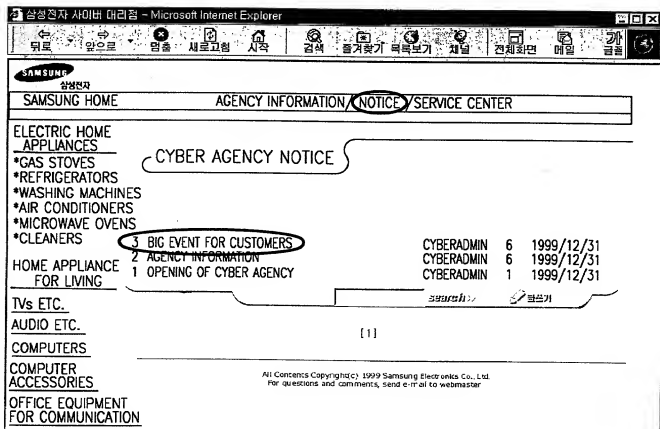 삼성전자 사이버 대리점 - Microsoft Internet Explorer
뒤로 앞으로 멈춤 새로고침 시작 검색 즐겨찾기 목록보기 채널 전체화면 메일 글꼴
SAMSUNG
삼성전자
SAMSUNG HOME AGENCY INFORMATION/NOTICE/SERVICE CENTER
ELECTRIC HOME
APPLIANCES
*GAS STOVES
*REFRIGERATORS
*WASHING MACHINES
*AIR CONDITIONERS
*MICROWAVE OVENS
*CLEANERS
HOME APPLIANCE
FOR LIVING
TVs ETC.
AUDIO ETC.
COMPUTERS
COMPUTER
ACCESSORIES
OFFICE EQUIPMENT
FOR COMMUNICATION
CYBER AGENCY NOTICE
3 BIG EVENT FOR CUSTOMERS CYBERADMIN 6 1999/12/31
2 AGENCY INFORMATION CYBERADMIN 6 1999/12/31
1 OPENING OF CYBER AGENCY CYBERADMIN 1 1999/12/31
search 글쓰기
[1]
All Contents Copyright(c) 1999 Samsung Electronics Co., Ltd.
For questions and comments, send e-mail to webmaster